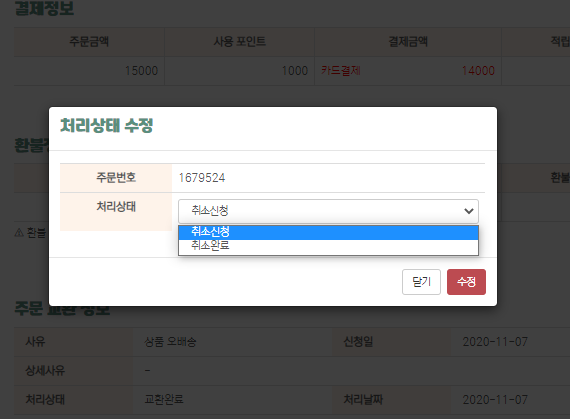 결제정보
주문금액 사용 포인트 결제금액 적립
15000 1000 카드결제 14000
처리상태 수정
환불
주문번호 1679524
환불
처리상태 취소신청
취소신청
⚠ 환불
취소완료
닫기 수정
주문 교환 정보
사유 상품 오배송 신청일 2020-11-07
상세사유 -
처리상태 교환완료 처리날짜 2020-11-07